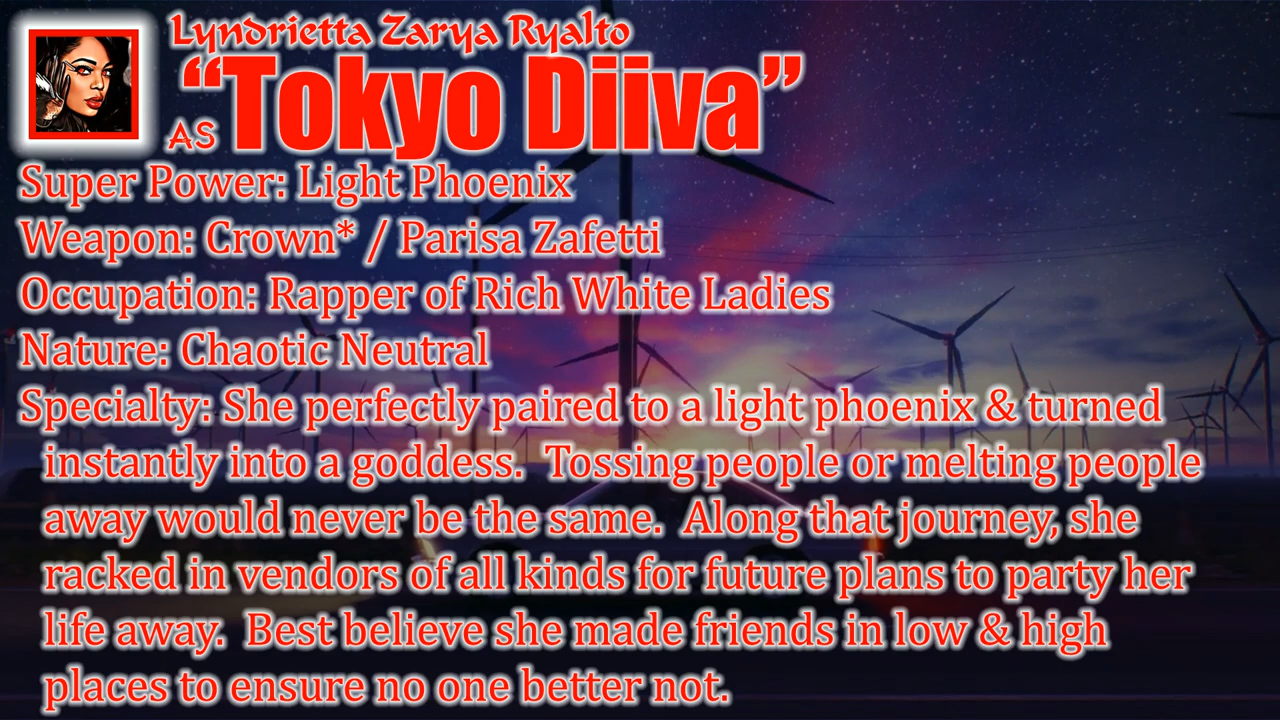 Lyndrietta Zarya Ryalto
AS "Tokyo Diiva"
Super Power: Light Phoenix
Weapon: Crown* / Parisa Zafetti
Occupation: Rapper of Rich White Ladies
Nature: Chaotic Neutral
Specialty: She perfectly paired to a light phoenix & turned
instantly into a goddess.  Tossing people or melting people
away would never be the same.  Along that journey, she
racked in vendors of all kinds for future plans to party her
life away.  Best believe she made friends in low & high
places to ensure no one better not.